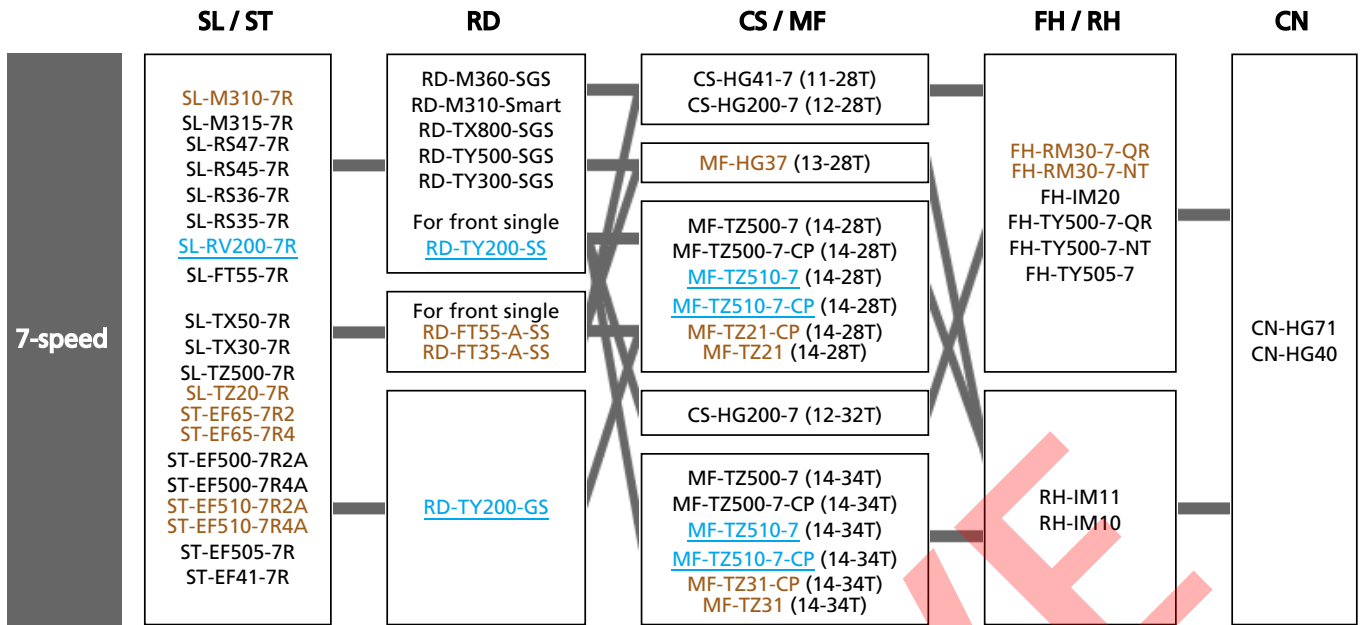 SL / ST
RD
CS / MF
FH / RH
CN
7-speed
SL-M310-7R
SL-M315-7R
SL-RS47-7R
SL-RS45-7R
SL-RS36-7R
SL-RS35-7R
SL-RV200-7R
SL-FT55-7R
SL-TX50-7R
SL-TX30-7R
SL-TZ500-7R
SL-TZ20-7R
ST-EF65-7R2
ST-EF65-7R4
ST-EF500-7R2A
ST-EF500-7R4A
ST-EF510-7R2A
ST-EF510-7R4A
ST-EF505-7R
ST-EF41-7R
RD-M360-SGS
RD-M310-Smart
RD-TX800-SGS
RD-TY500-SGS
RD-TY300-SGS
For front single
RD-TY200-SS
For front single
RD-FT55-A-SS
RD-FT35-A-SS
RD-TY200-GS
CS-HG41-7 (11-28T)
CS-HG200-7 (12-28T)
MF-HG37 (13-28T)
MF-TZ500-7 (14-28T)
MF-TZ500-7-CP (14-28T)
MF-TZ510-7 (14-28T)
MF-TZ510-7-CP (14-28T)
MF-TZ21-CP (14-28T)
MF-TZ21 (14-28T)
CS-HG200-7 (12-32T)
MF-TZ500-7 (14-34T)
MF-TZ500-7-CP (14-34T)
MF-TZ510-7 (14-34T)
MF-TZ510-7-CP (14-34T)
MF-TZ31-CP (14-34T)
MF-TZ31 (14-34T)
FH-RM30-7-QR
FH-RM30-7-NT
FH-IM20
FH-TY500-7-QR
FH-TY500-7-NT
FH-TY505-7
RH-IM11
RH-IM10
CN-HG71
CN-HG40